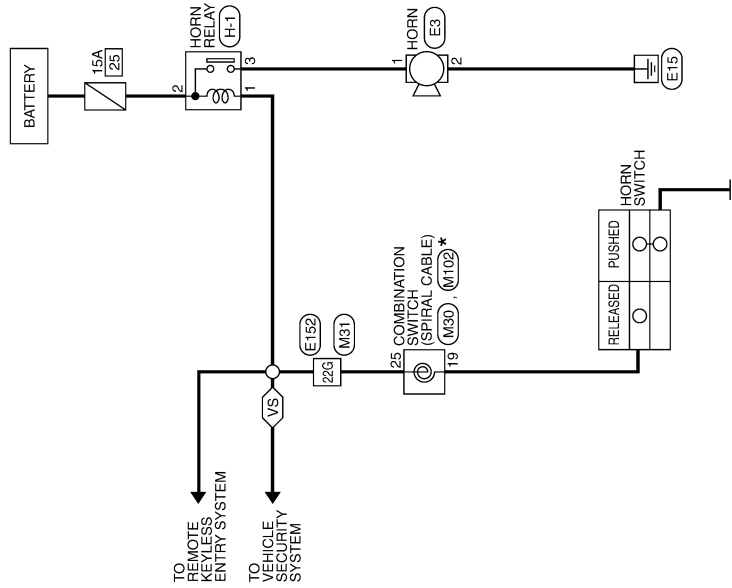 BATTERY
15A
25
2
HORN
RELAY
H-1
1
3
1
HORN
E3
2
E15
HORN
SWITCH
RELEASED
PUSHED
COMBINATION
SWITCH
(SPIRAL CABLE)
M30 , M102 *
25
19
E152
M31
22G
VS
TO
REMOTE
KEYLESS
ENTRY SYSTEM
TO
VEHICLE
SECURITY
SYSTEM